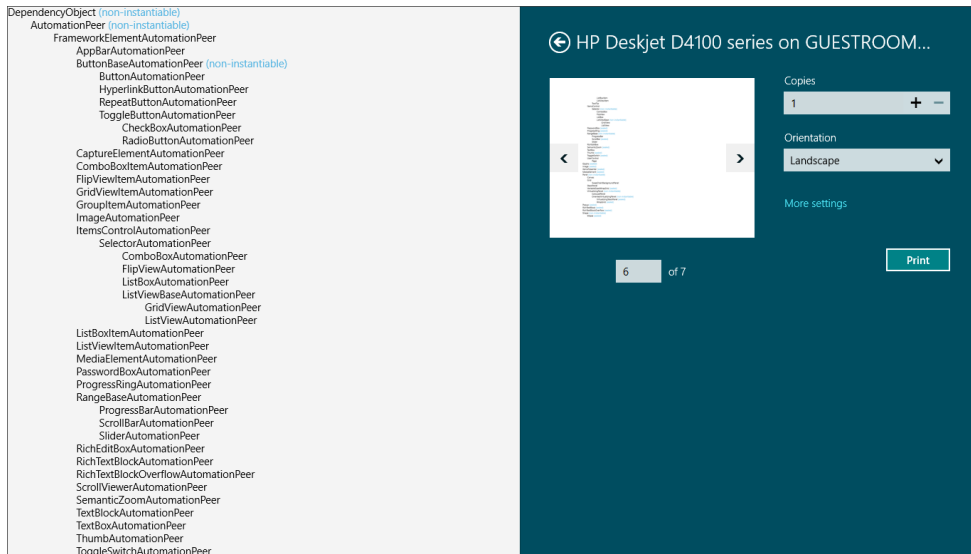 DependencyObject (non-instantiable)
AutomationPeer (non-instantiable)
FrameworkElementAutomationPeer
AppBarAutomationPeer
ButtonBaseAutomationPeer (non-instantiable)
ButtonAutomationPeer
HyperlinkButtonAutomationPeer
RepeatButtonAutomationPeer
ToggleButtonAutomationPeer
CheckBoxAutomationPeer
RadioButtonAutomationPeer
CaptureElementAutomationPeer
ComboBoxItemAutomationPeer
FlipViewItemAutomationPeer
GridViewItemAutomationPeer
GroupItemAutomationPeer
ImageAutomationPeer
ItemsControlAutomationPeer
SelectorAutomationPeer
ComboBoxAutomationPeer
FlipViewAutomationPeer
ListBoxAutomationPeer
ListViewBaseAutomationPeer
GridViewAutomationPeer
ListViewAutomationPeer
ListBoxItemAutomationPeer
ListViewItemAutomationPeer
MediaElementAutomationPeer
PasswordBoxAutomationPeer
ProgressRingAutomationPeer
RangeBaseAutomationPeer
ProgressBarAutomationPeer
ScrollBarAutomationPeer
SliderAutomationPeer
RichEditBoxAutomationPeer
RichTextBlockAutomationPeer
RichTextBlockOverflowAutomationPeer
ScrollViewerAutomationPeer
SemanticZoomAutomationPeer
TextBlockAutomationPeer
TextBoxAutomationPeer
ThumbAutomationPeer
ToggleSwitchAutomationPeer
HP Deskjet D4100 series on GUESTROOM...
Copies
1
Orientation
Landscape
More settings
Print
6 of 7